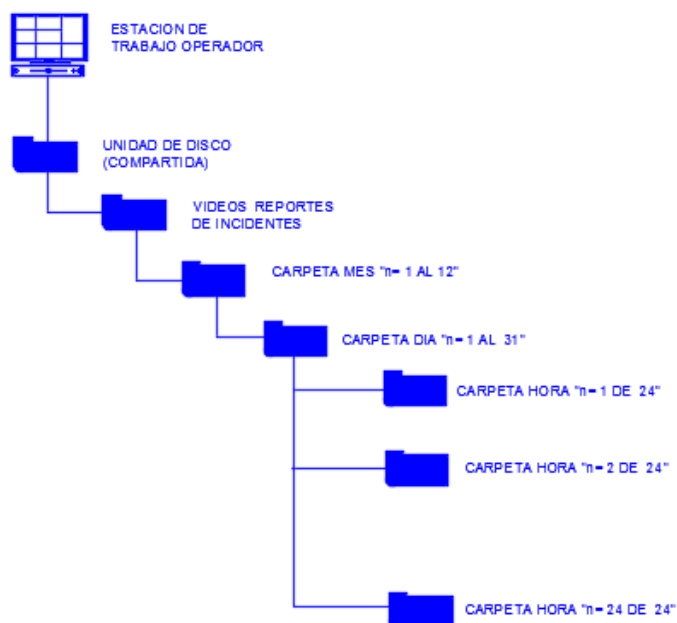 ESTACION DE
TRABAJO OPERADOR
UNIDAD DE DISCO
(COMPARTIDA)
VIDEOS REPORTES
DE INCIDENTES
CARPETA MES "n= 1 AL 12"
CARPETA DIA "n= 1 AL 31"
CARPETA HORA "n= 1 DE 24"
CARPETA HORA "n= 2 DE 24"
CARPETA HORA "n= 24 DE 24"